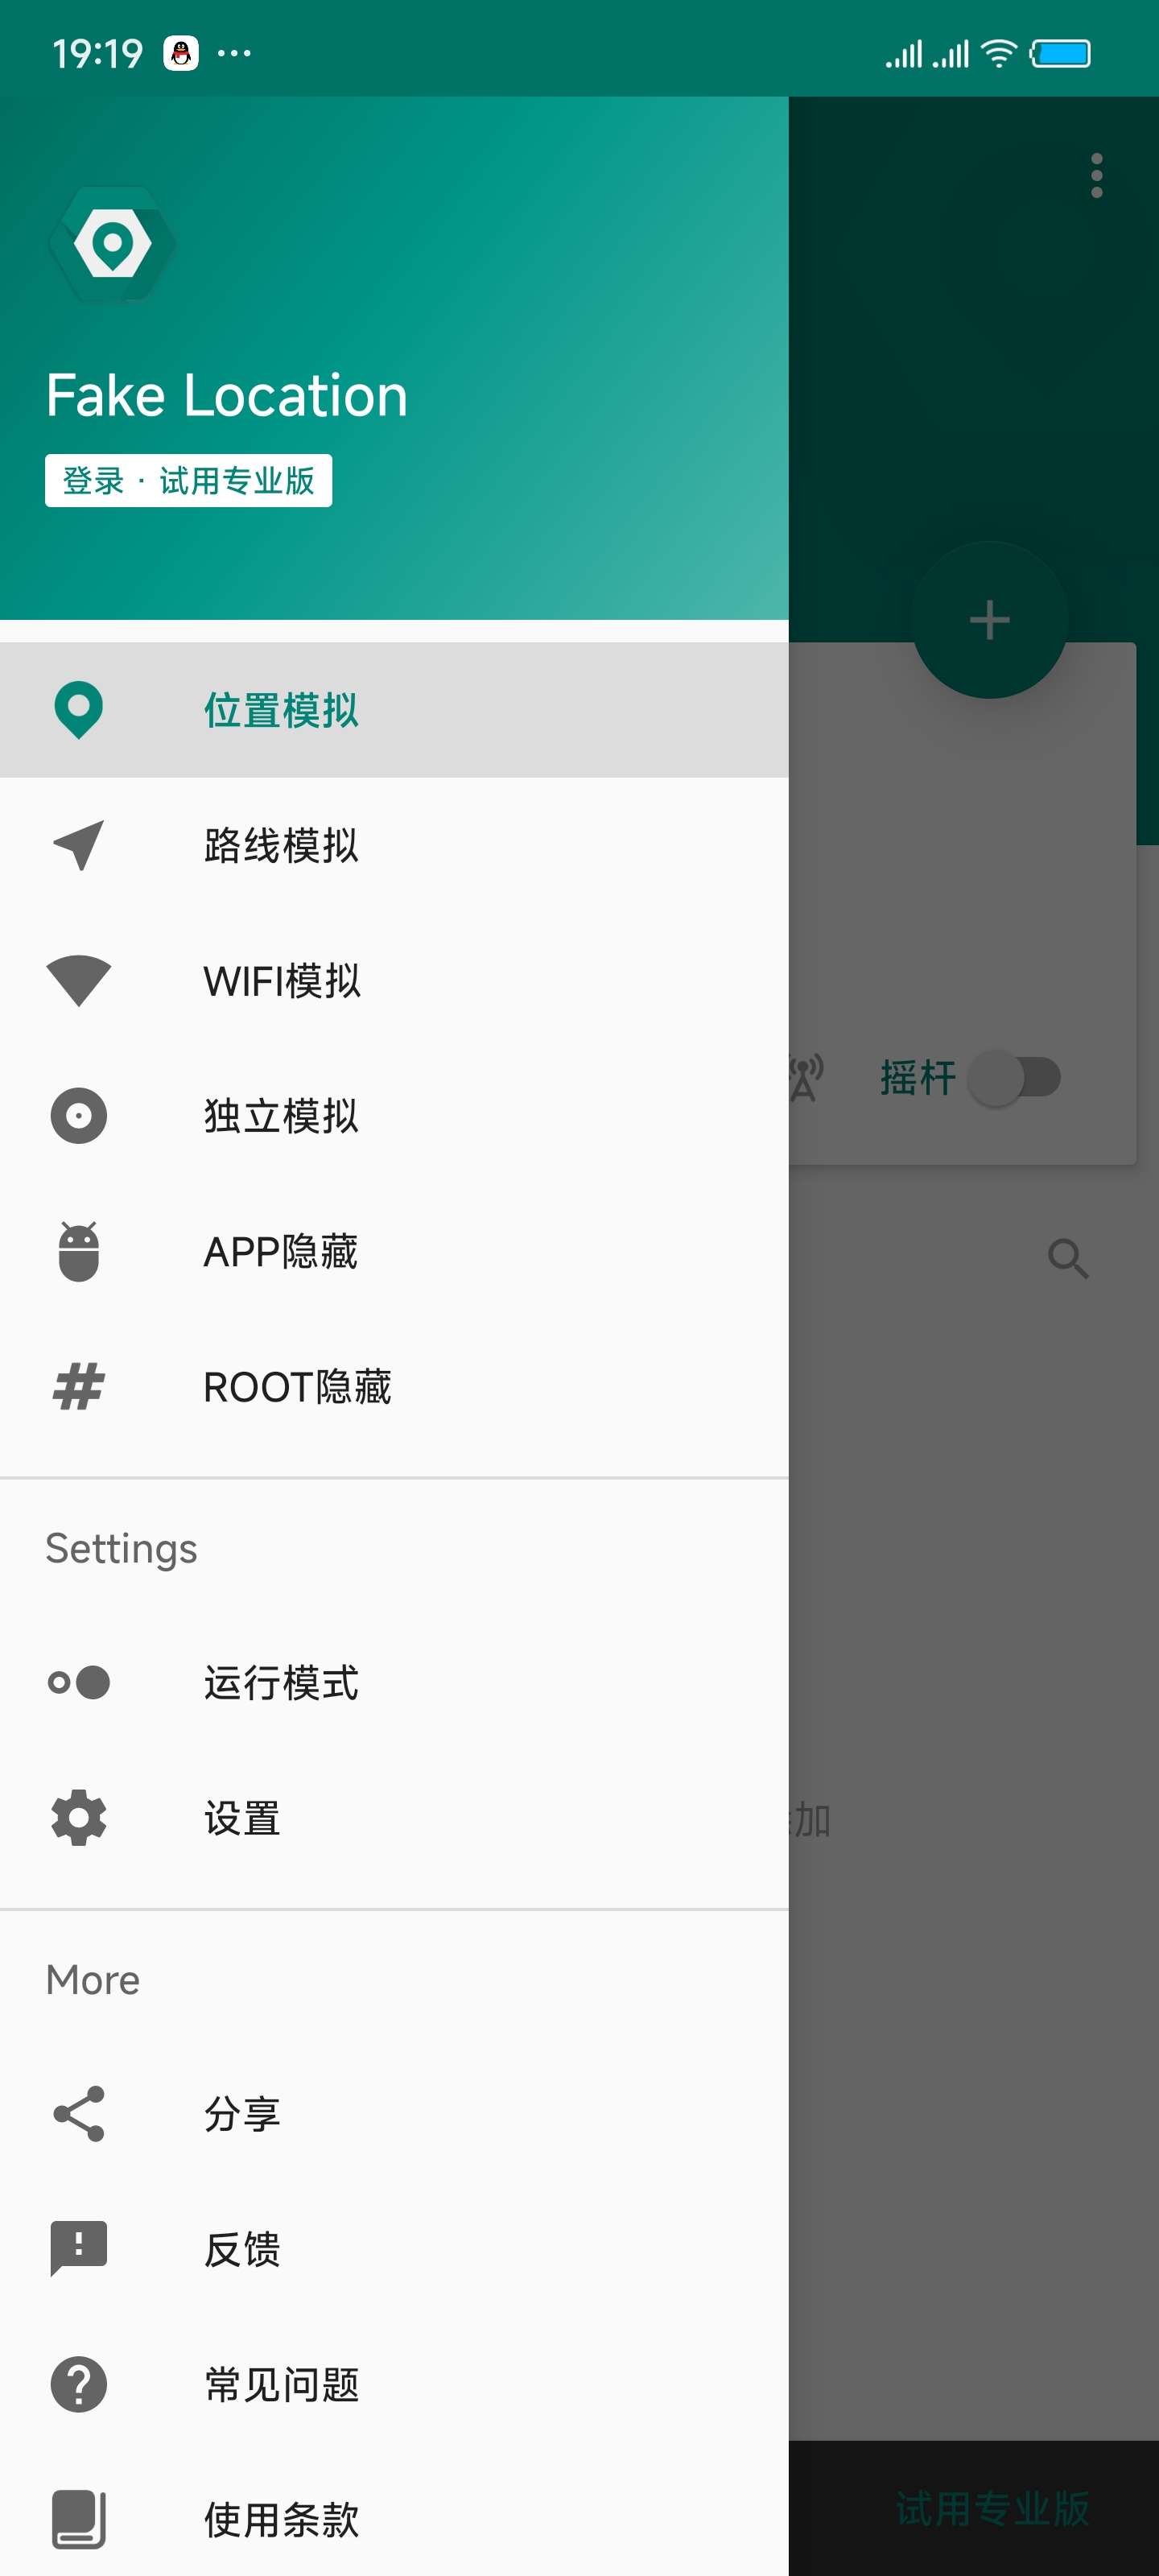 19:19
Fake Location
登录 · 试用专业版
位置模拟
路线模拟
WIFI模拟
摇杆
独立模拟
APP隐藏
ROOT隐藏
Settings
运行模式
设置
加
More
分享
反馈
常见问题
使用条款
试用专业版